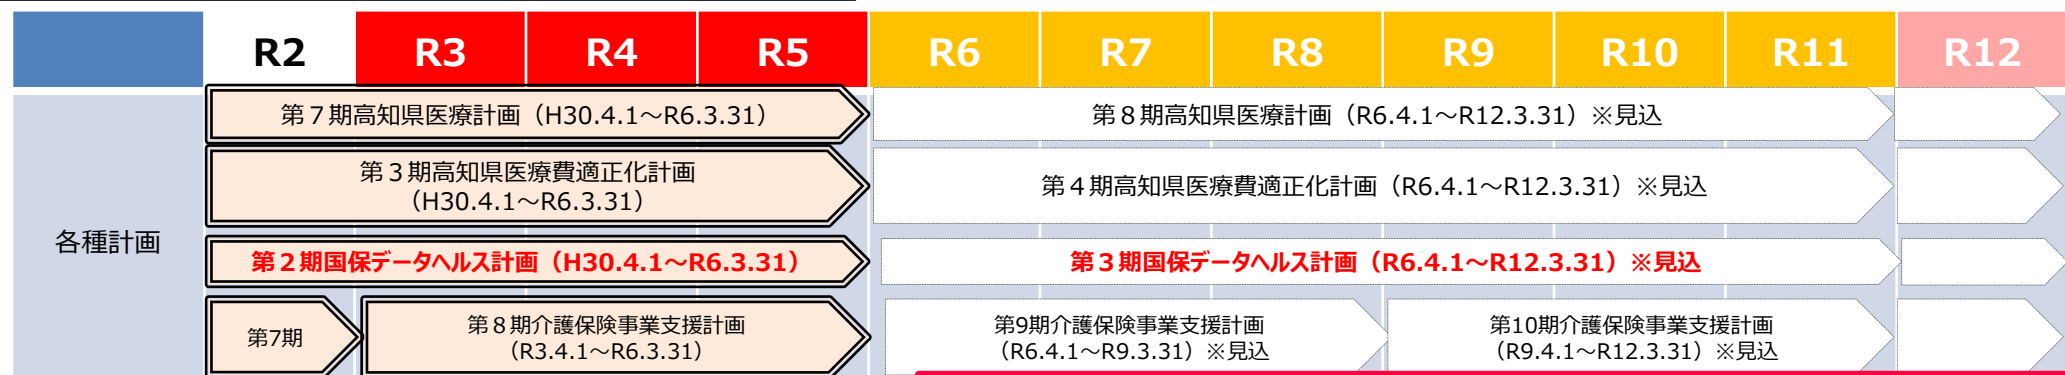 R2 R3 R4 R5 R6 R7 R8 R9 R10 R11 R12
各種計画
第７期高知県医療計画（H30.4.1～R6.3.31）
第８期高知県医療計画（R6.4.1～R12.3.31）※見込
第３期高知県医療費適正化計画
（H30.4.1～R6.3.31）
第４期高知県医療費適正化計画（R6.4.1～R12.3.31）※見込
第２期国保データヘルス計画（H30.4.1～R6.3.31）
第３期国保データヘルス計画（R6.4.1～R12.3.31）※見込
第7期
第８期介護保険事業支援計画
（R3.4.1～R6.3.31）
第9期介護保険事業支援計画
（R6.4.1～R9.3.31）※見込
第10期介護保険事業支援計画
（R9.4.1～R12.3.31）※見込